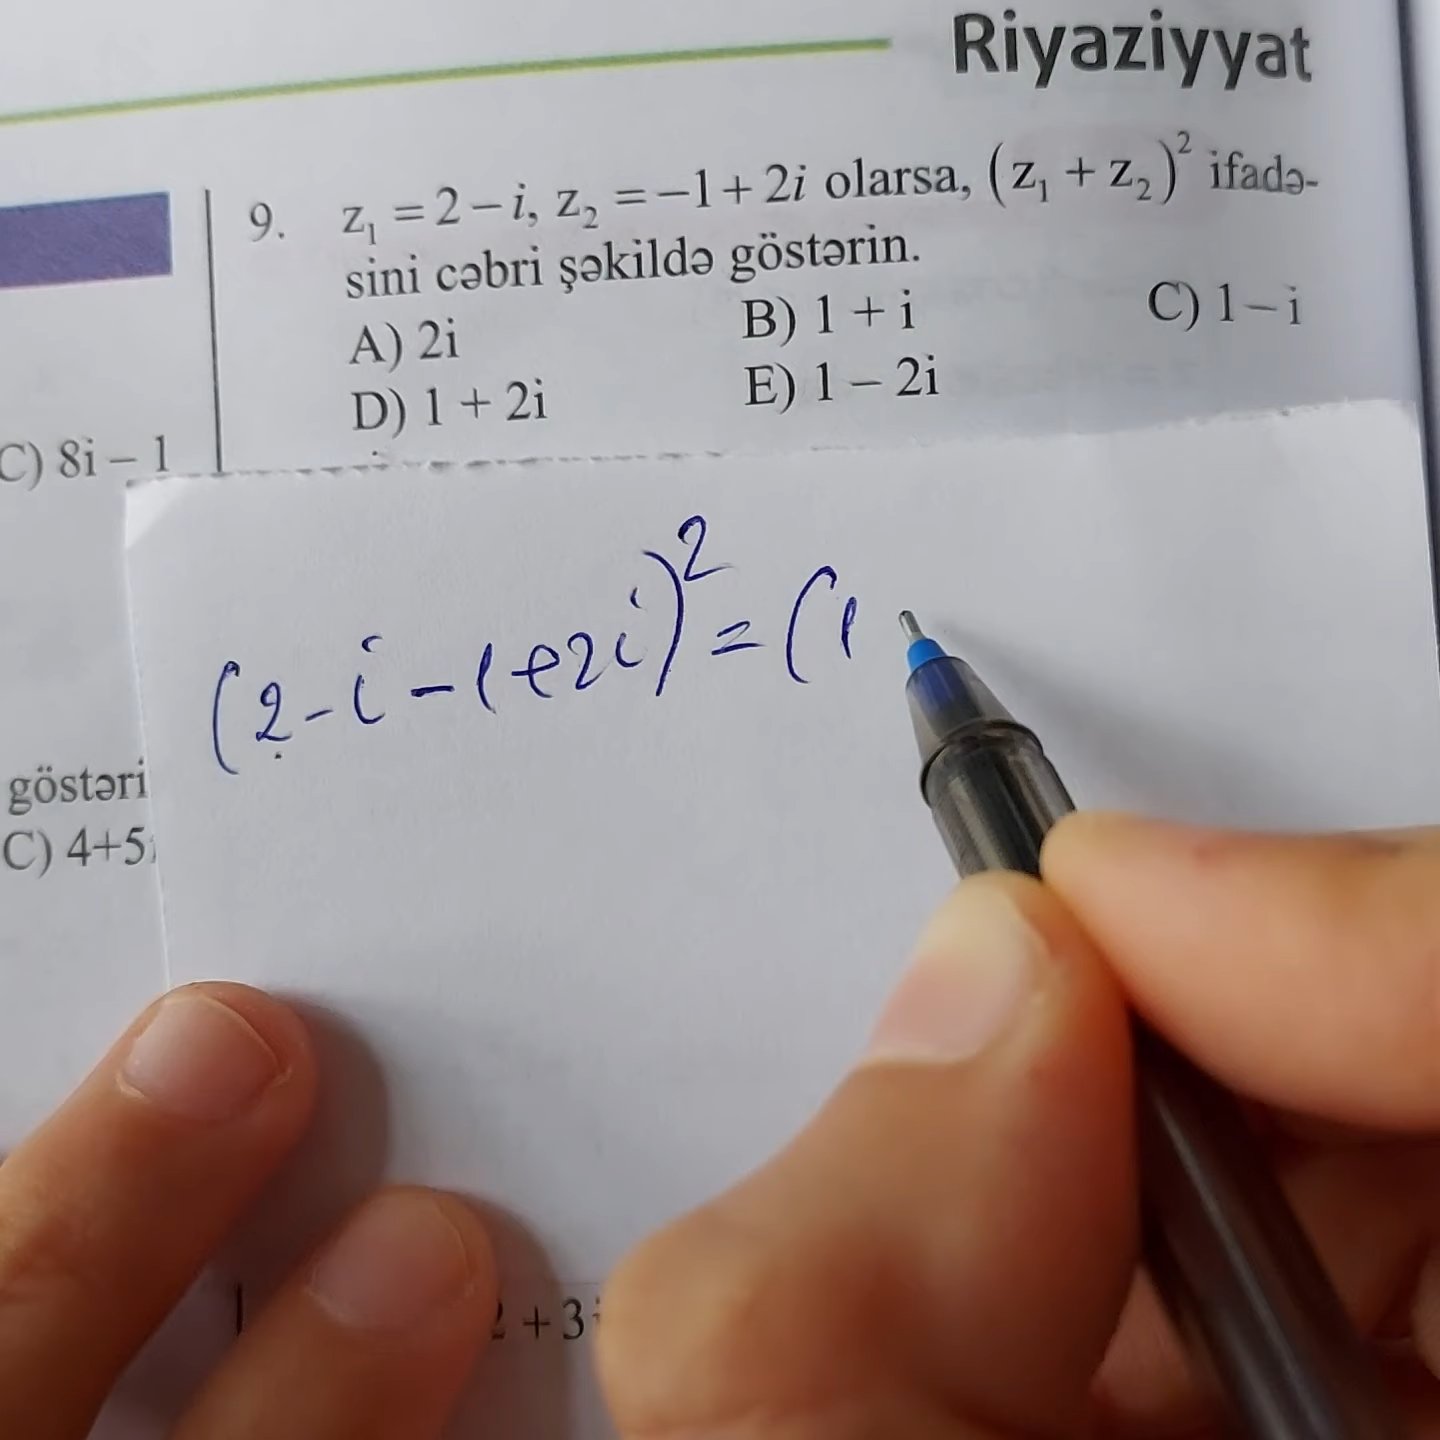 Riyaziyyat
9. z₁ = 2 – i, z₂ = –1 + 2i olarsa, (z₁ + z₂)² ifadə-
sini cəbri şəkildə göstərin.
A) 2i B) 1 + i C) 1 – i
D) 1 + 2i E) 1 – 2i
C) 8i – 1
(2 - i - 1 + 2i)² = (1
göstəri
C) 4+5
2 + 3